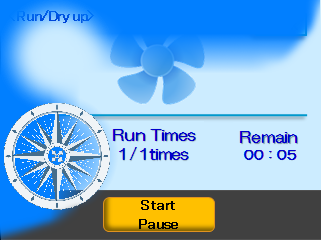 <Run/Dry up>
Run Times
1/1times
Remain
00:05
Start
Pause